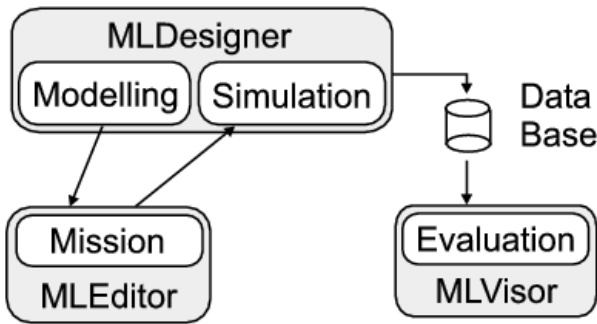 MLDesigner
Modelling
Simulation
Data
Base
Mission
MLEditor
Evaluation
MLVisor